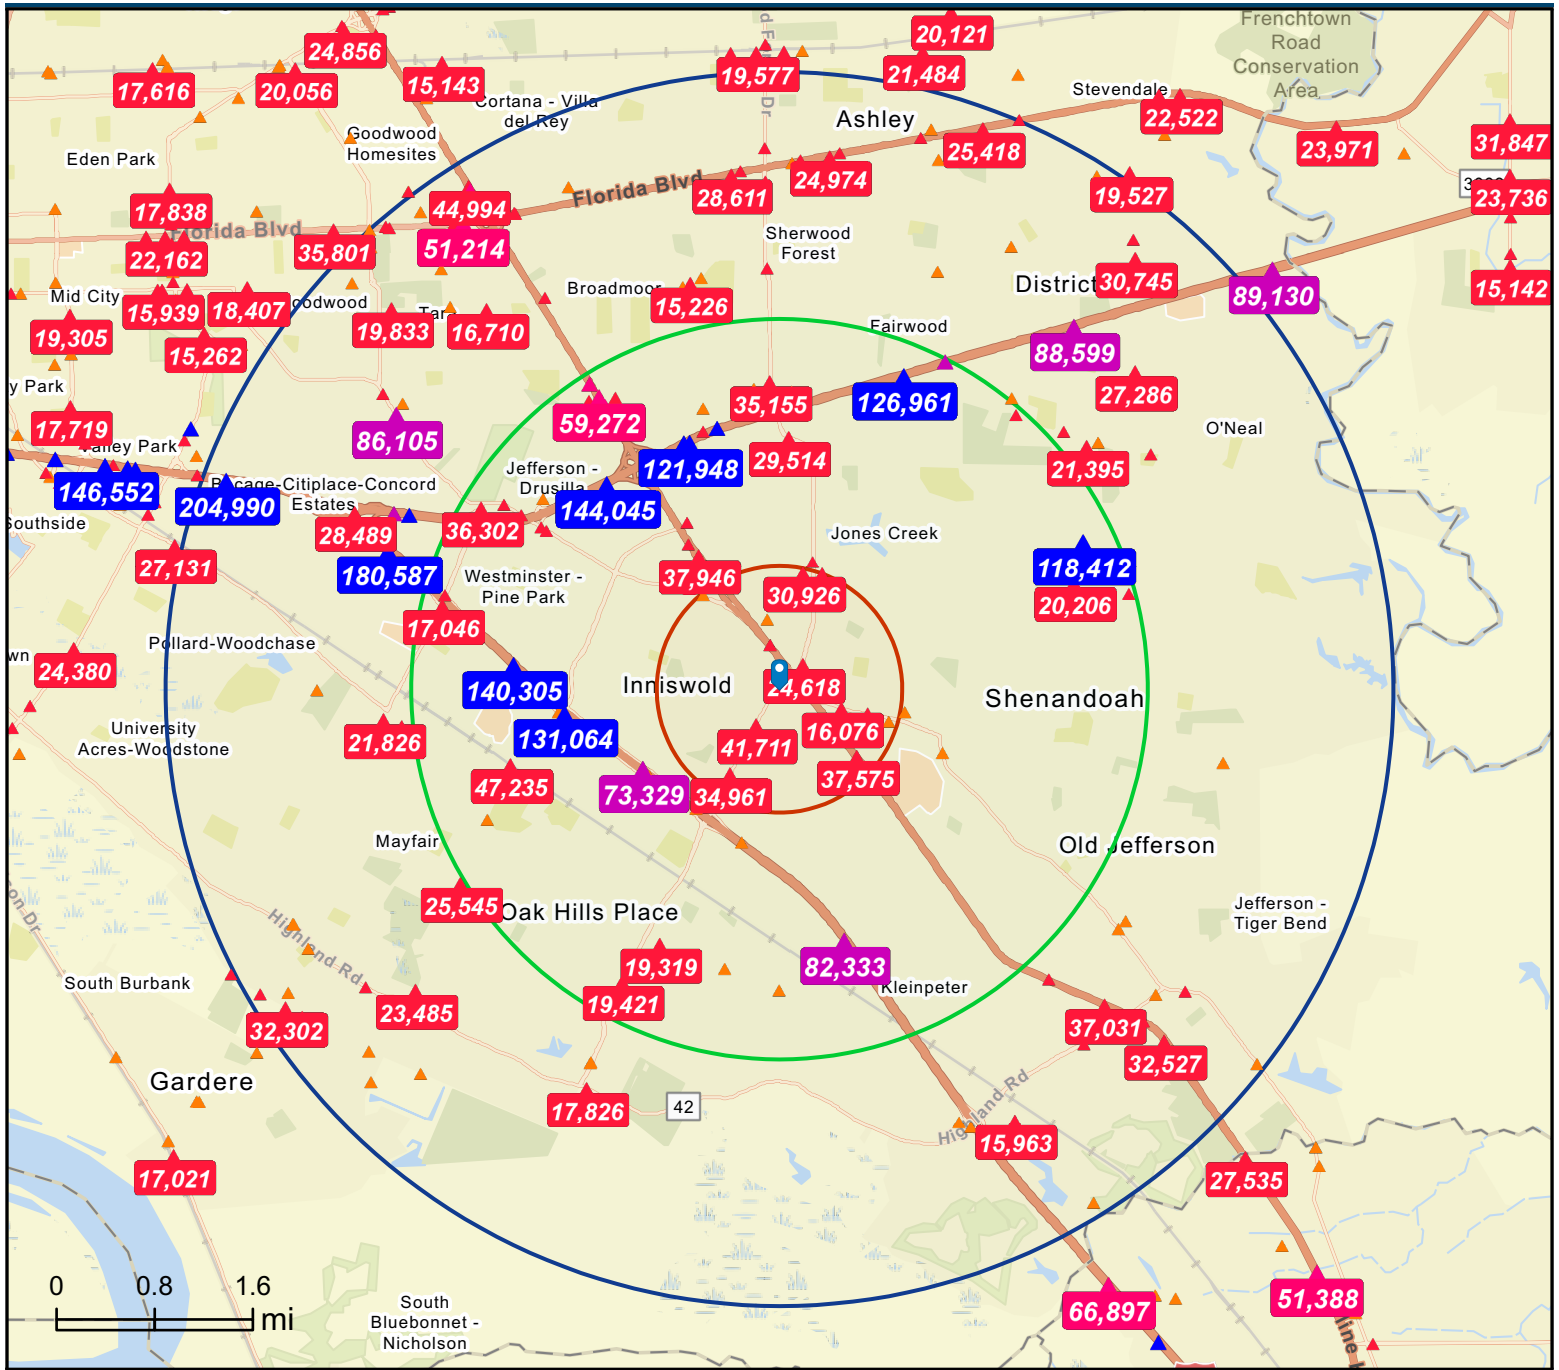 Frenchtown
Road
Conservation
Area
20,121
24,856
19,577
21,484
15,143
17,616
20,056
Stevendale
Cortana - Villa
del Rey
22,522
Ashley
Goodwood
Homesites
31,847
25,418
23,971
Eden Park
24,974
28,611
Florida Blvd
19,527
23,736
17,838
44,994
Florida Blvd
Sherwood
Forest
35,801
51,214
22,162
District
30,745
89,130
15,142
Broadmoor
Mid City
15,939
18,407
15,226
19,833
16,710
Fairwood
19,305
15,262
88,599
y Park
27,286
35,155
126,961
17,719
59,272
O'Neal
86,105
29,514
121,948
21,395
Jefferson -
Drusilla
146,552
204,990
Bocage-Citiplace-Concord
Estates
144,045
Southside
28,489
36,302
Jones Creek
27,131
180,587
37,946
118,412
Westminster -
Pine Park
30,926
20,206
17,046
Pollard-Woodchase
wn
24,380
140,305
Inniswold
24,618
Shenandoah
University
Acres-Woodstone
21,826
131,064
16,076
41,711
47,235
37,575
73,329
34,961
Mayfair
Old Jefferson
25,545
Oak Hills Place
Jefferson -
Tiger Bend
on Dr
Highland Rd
19,319
82,333
South Burbank
Kleinpeter
19,421
23,485
32,302
37,031
32,527
Gardere
17,826
42
Highland Rd
15,963
17,021
27,535
0 0.8 1.6
mi
51,388
66,897
South
Bluebonnet -
Nicholson